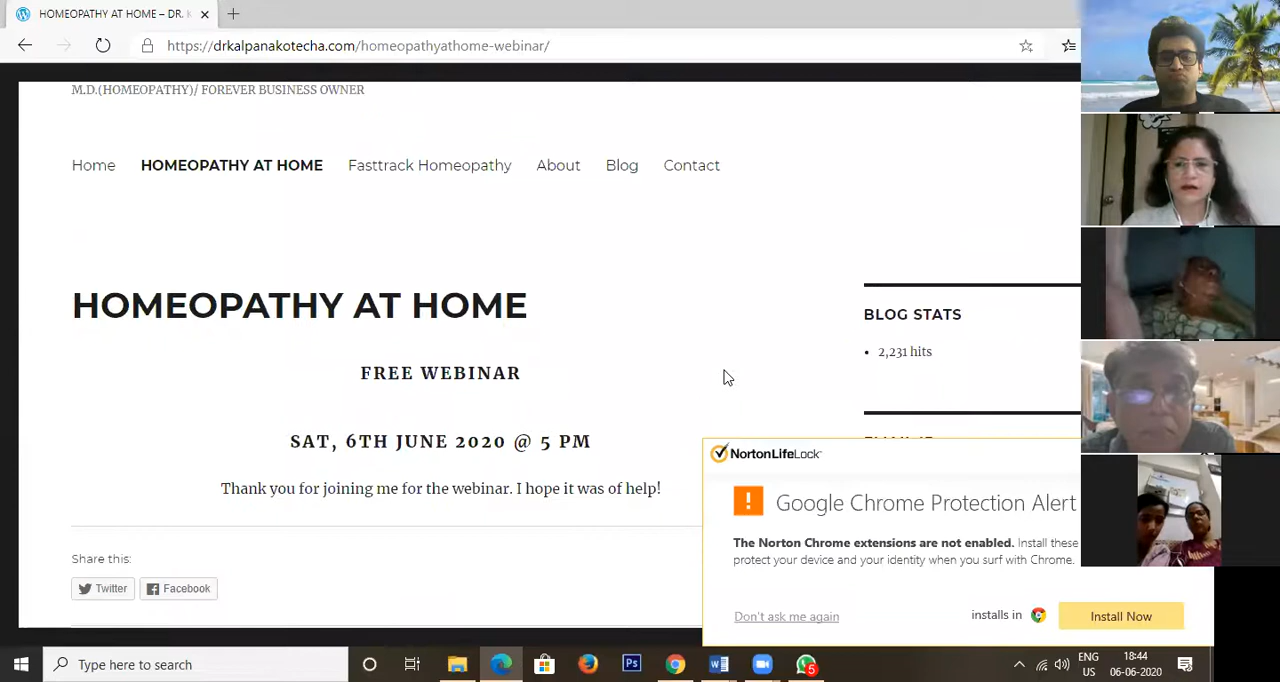 HOMEOPATHY AT HOME – DR. K
https://drkalpanakotecha.com/homeopathyathome-webinar/
M.D.(HOMEOPATHY)/ FOREVER BUSINESS OWNER
Home HOMEOPATHY AT HOME Fasttrack Homeopathy About Blog Contact
HOMEOPATHY AT HOME
FREE WEBINAR
SAT, 6TH JUNE 2020 @ 5 PM
Thank you for joining me for the webinar. I hope it was of help!
Share this:
Twitter Facebook
BLOG STATS
2,231 hits
NortonLifeLock
Google Chrome Protection Alert
The Norton Chrome extensions are not enabled. Install these
protect your device and your identity when you surf with Chrome.
Don't ask me again installs in Install Now
Type here to search
Ps
5
ENG
US
18:44
06-06-2020